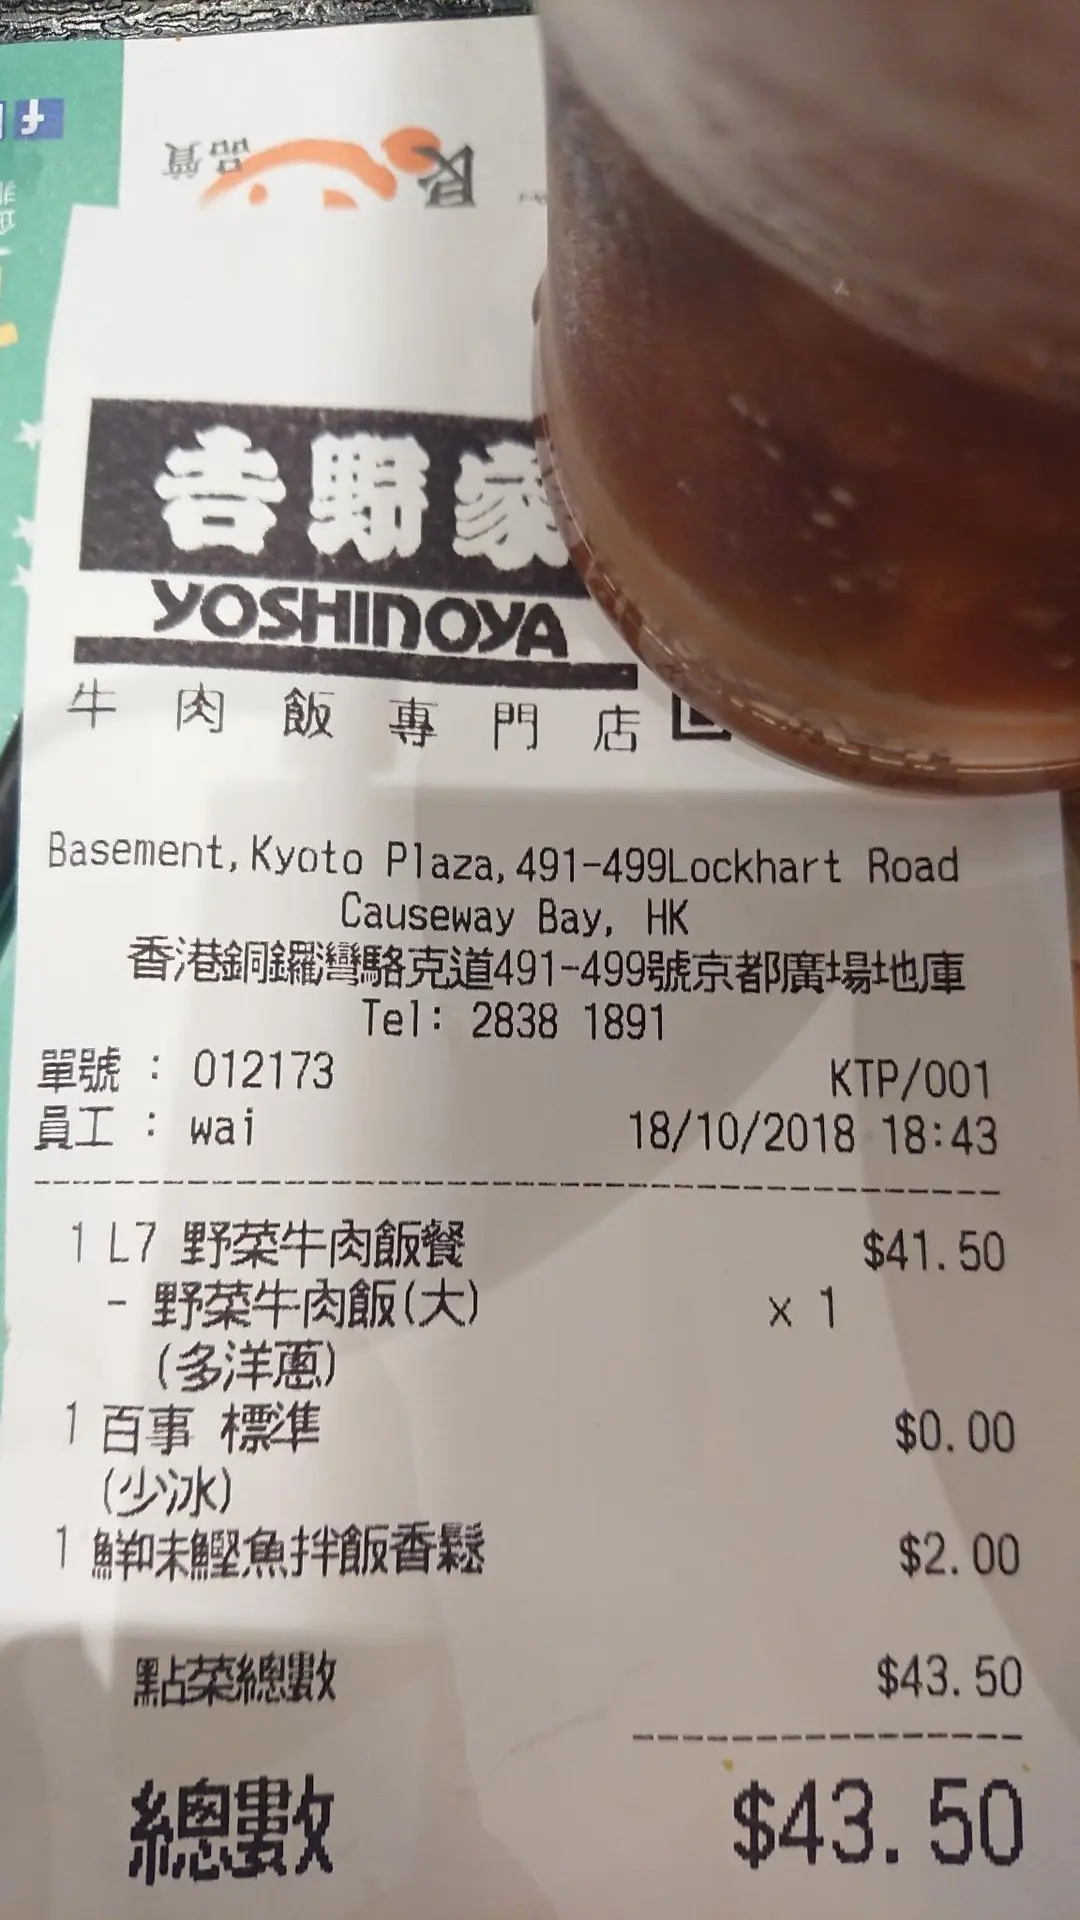 品質
吉野家
YOSHINOYA
牛肉飯專門店
Basement,Kyoto Plaza,491-499Lockhart Road
Causeway Bay, HK
香港銅鑼灣駱克道491-499號京都廣場地庫
Tel: 2838 1891
單號 : 012173 KTP/001
員工 : wai 18/10/2018 18:43
1 L7 野菜牛肉飯餐 $41.50
- 野菜牛肉飯(大) x 1
(多洋蔥)
1 百事 標準 $0.00
(少冰)
1 鮮味鰹魚拌飯香鬆 $2.00
點菜總數 $43.50
總數 $43.50